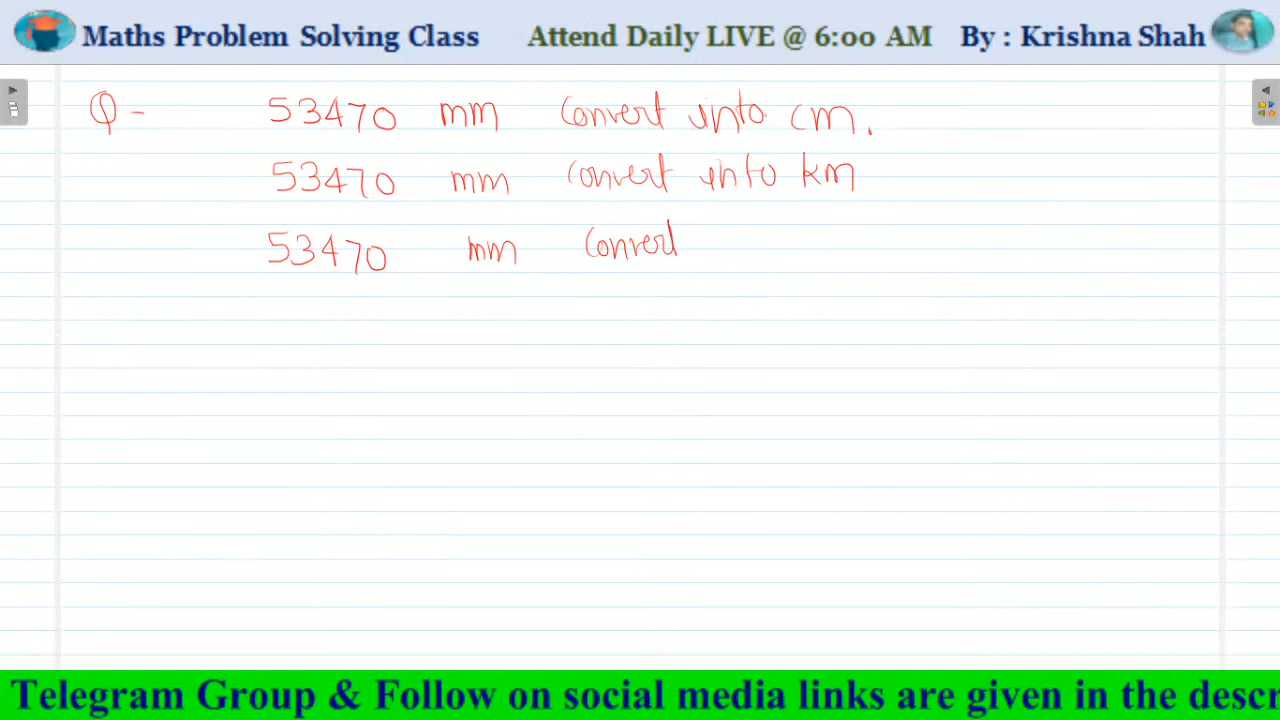 Maths Problem Solving Class Attend Daily LIVE @ 6:00 AM By : Krishna Shah
Q - 53470 mm convert into cm.
53470 mm convert into km
53470 mm convert
Telegram Group & Follow on social media links are given in the descr